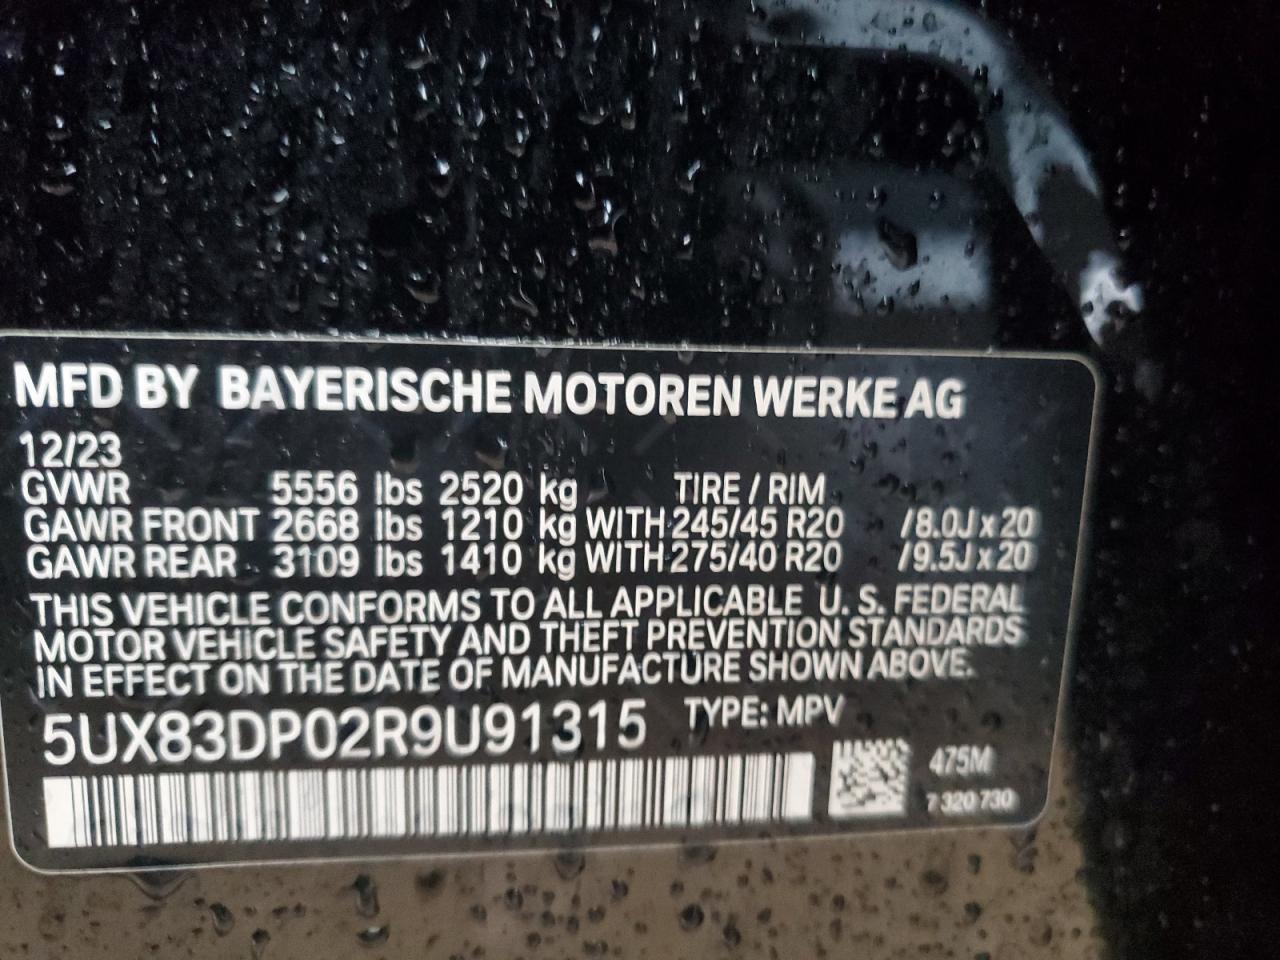 MFD BY BAYERISCHE MOTOREN WERKE AG
12/23
GVWR 5556 lbs 2520 kg TIRE / RIM
GAWR FRONT 2668 lbs 1210 kg WITH 245/45 R20 /8.0J x 20
GAWR REAR 3109 lbs 1410 kg WITH 275/40 R20 /9.5J x 20
THIS VEHICLE CONFORMS TO ALL APPLICABLE U. S. FEDERAL
MOTOR VEHICLE SAFETY AND THEFT PREVENTION STANDARDS
IN EFFECT ON THE DATE OF MANUFACTURE SHOWN ABOVE.
5UX83DP02R9U91315 TYPE: MPV
475M
7 320 730